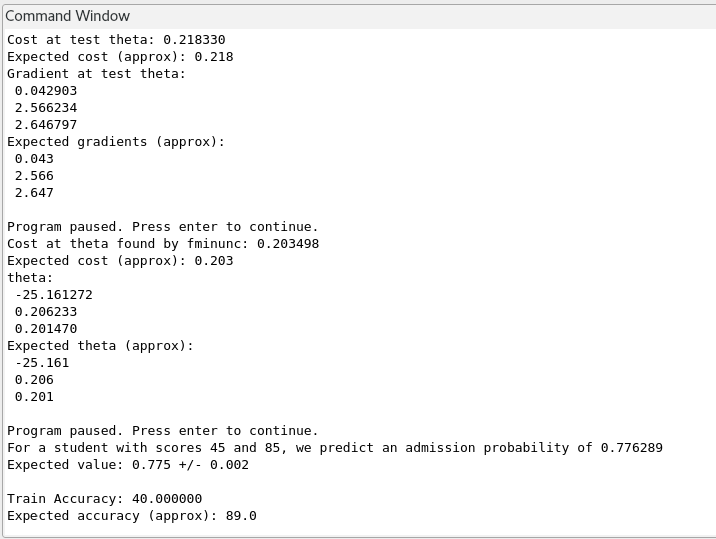 Command Window
Cost at test theta: 0.218330
Expected cost (approx): 0.218
Gradient at test theta:
0.042903
2.566234
2.646797
Expected gradients (approx):
0.043
2.566
2.647
Program paused. Press enter to continue.
Cost at theta found by fminunc: 0.203498
Expected cost (approx): 0.203
theta:
-25.161272
0.206233
0.201470
Expected theta (approx):
-25.161
0.206
0.201
Program paused. Press enter to continue.
For a student with scores 45 and 85, we predict an admission probability of 0.776289
Expected value: 0.775 +/- 0.002
Train Accuracy: 40.000000
Expected accuracy (approx): 89.0